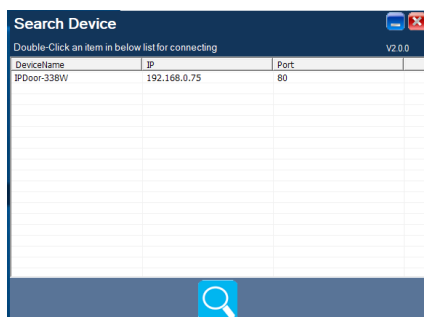 Search Device
Double-Click an item in below list for connecting V2.0.0
DeviceName IP Port
IPDoor-338W 192.168.0.75 80